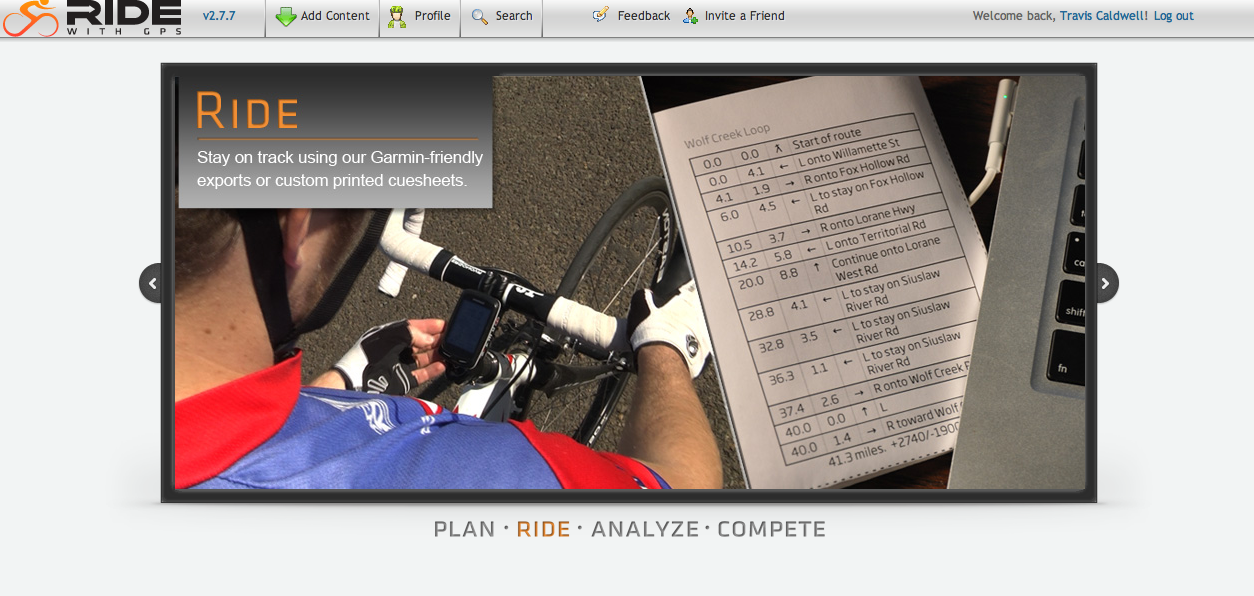 RIDE
WITH GPS
v2.7.7
Add Content
Profile
Search
Feedback
Invite a Friend
Welcome back, Travis Caldwell! Log out
RIDE
Stay on track using our Garmin-friendly
exports or custom printed cuesheets.
Wolf Creek Loop
0.0 0.0 Start of route
0.0 4.1 ← L onto Willamette St
4.1 1.9 → R onto Fox Hollow Rd
6.0 4.5 ← L to stay on Fox Hollow
Rd
10.5 3.7 → R onto Lorane Hwy
14.2 5.8 ← L onto Territorial Rd
20.0 8.8 ↑ Continue onto Lorane
West Rd
28.8 4.1 ← L to stay on Siuslaw
River Rd
32.8 3.5 ← L to stay on Siuslaw
River Rd
36.3 1.1 ← L to stay on Siuslaw
River Rd
37.4 2.6 → R onto Wolf Creek
40.0 0.0 ↑ L
40.0 1.4 → R toward Wolf
41.3 miles. +2740/-1900
shift
fn
PLAN · RIDE · ANALYZE · COMPETE